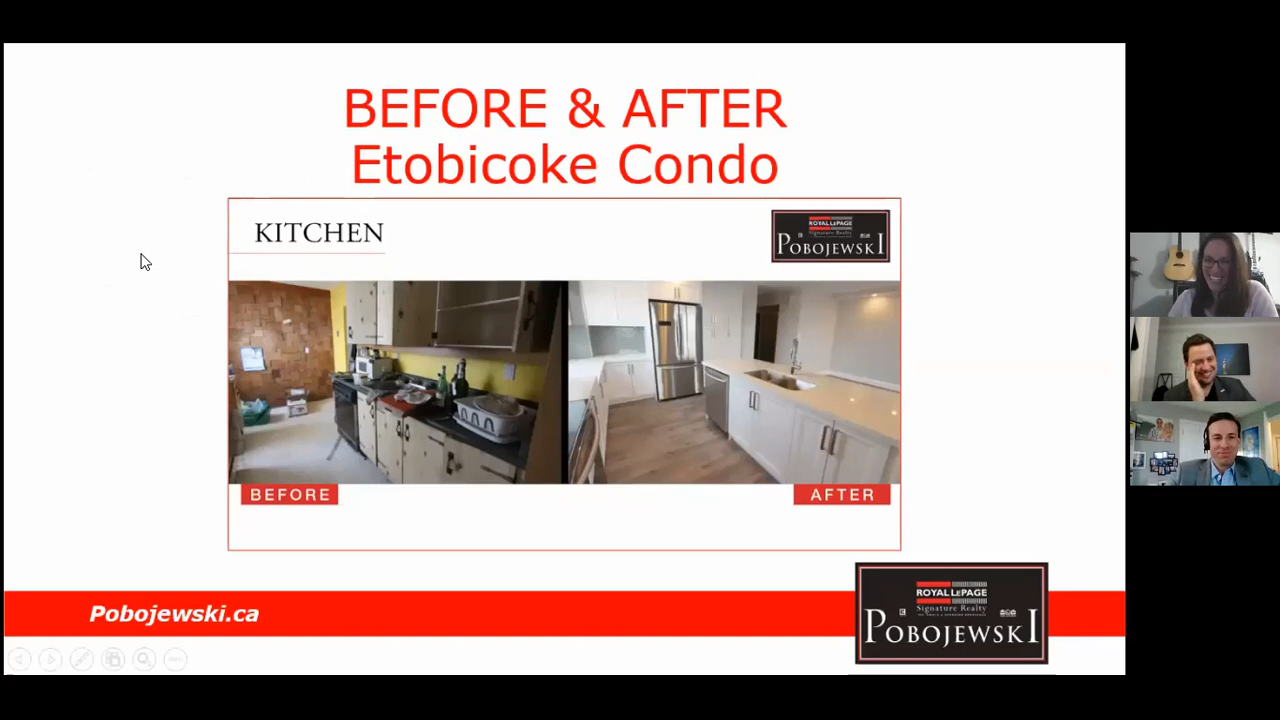 BEFORE & AFTER
Etobicoke Condo
KITCHEN
ROYAL LEPAGE
Signature Realty
POBOJEWSKI
BEFORE
AFTER
Pobojewski.ca
ROYAL LEPAGE
Signature Realty
POBOJEWSKI